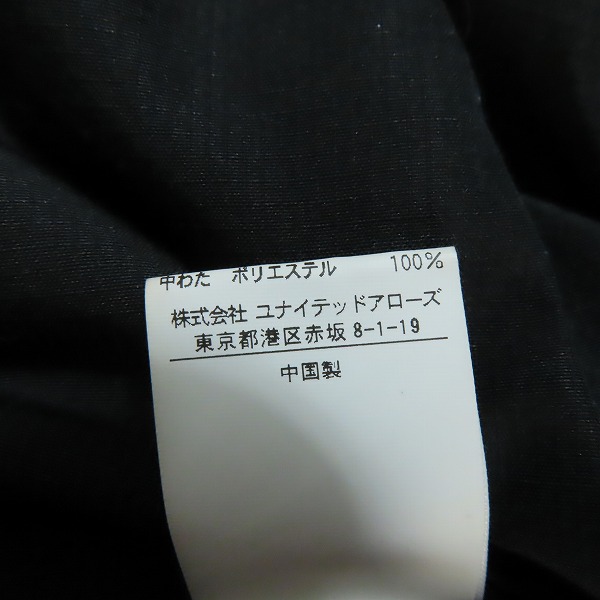 中わた ポリエステル 100%
株式会社 ユナイテッドアローズ
東京都港区赤坂 8-1-19
中国製